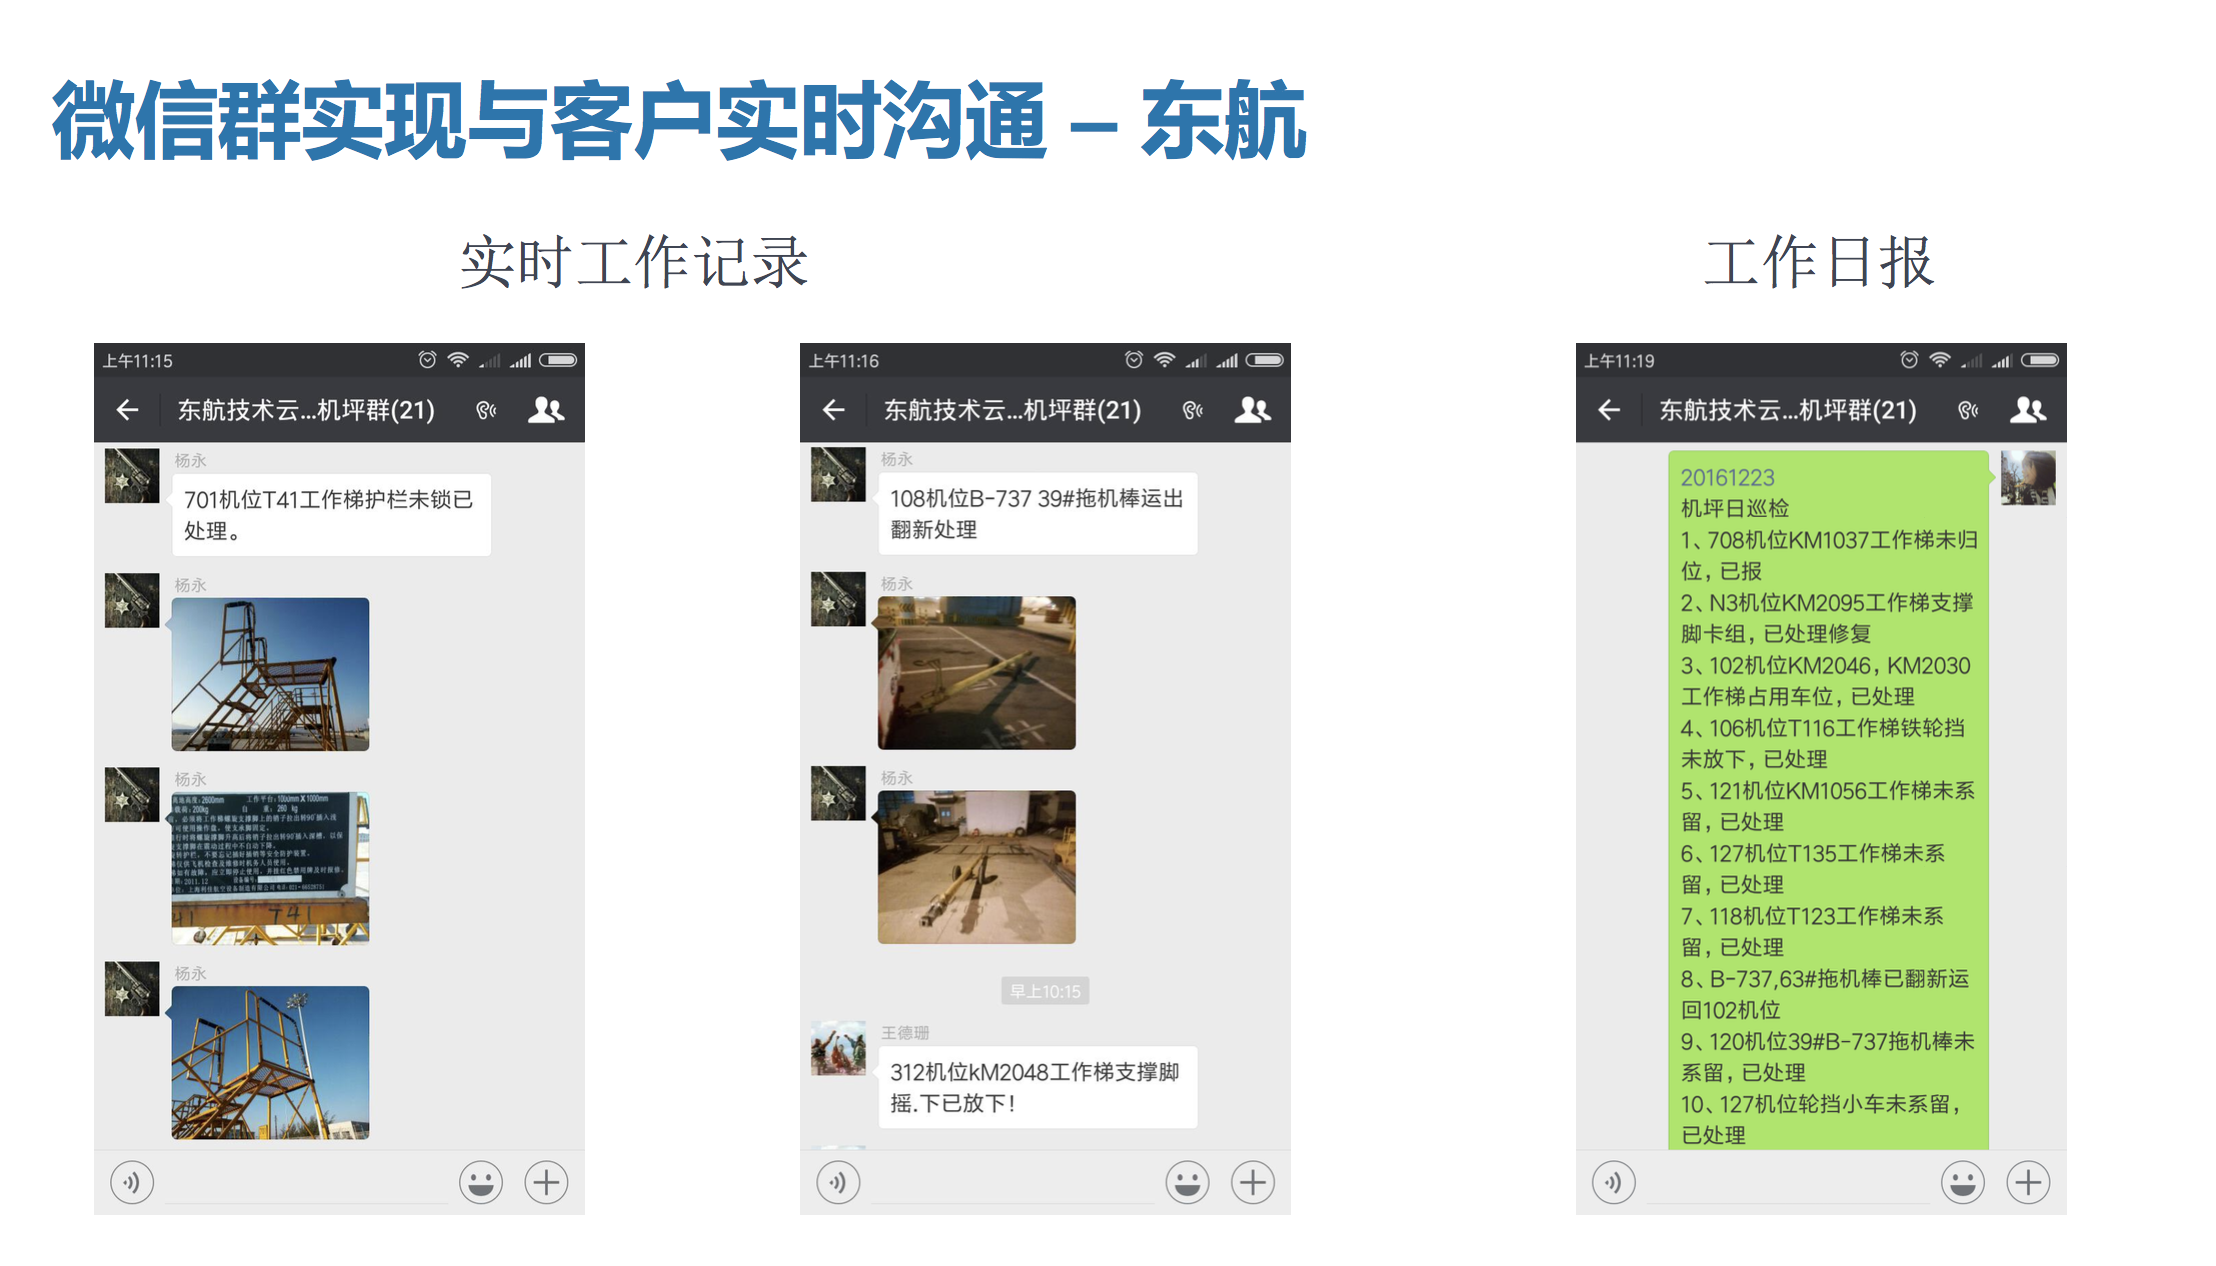 微信群实现与客户实时沟通 – 东航
实时工作记录
工作日报
上午11:15
东航技术云...机坪群(21)
杨永
701机位T41工作梯护栏未锁已
处理。
杨永
杨永
工作平台:1000mm X 1000mm
T41
杨永
上午11:16
东航技术云...机坪群(21)
杨永
108机位B-737 39#拖机棒运出
翻新处理
杨永
杨永
早上10:15
王德珊
312机位kM2048工作梯支撑脚
摇.下已放下!
上午11:19
东航技术云...机坪群(21)
20161223
机坪日巡检
1、708机位KM1037工作梯未归
位, 已报
2、N3机位KM2095工作梯支撑
脚卡组, 已处理修复
3、102机位KM2046, KM2030
工作梯占用车位, 已处理
4、106机位T116工作梯铁轮挡
未放下, 已处理
5、121机位KM1056工作梯未系
留, 已处理
6、127机位T135工作梯未系
留, 已处理
7、118机位T123工作梯未系
留, 已处理
8、B-737,63#拖机棒已翻新运
回102机位
9、120机位39#B-737拖机棒未
系留, 已处理
10、127机位轮挡小车未系留,
已处理